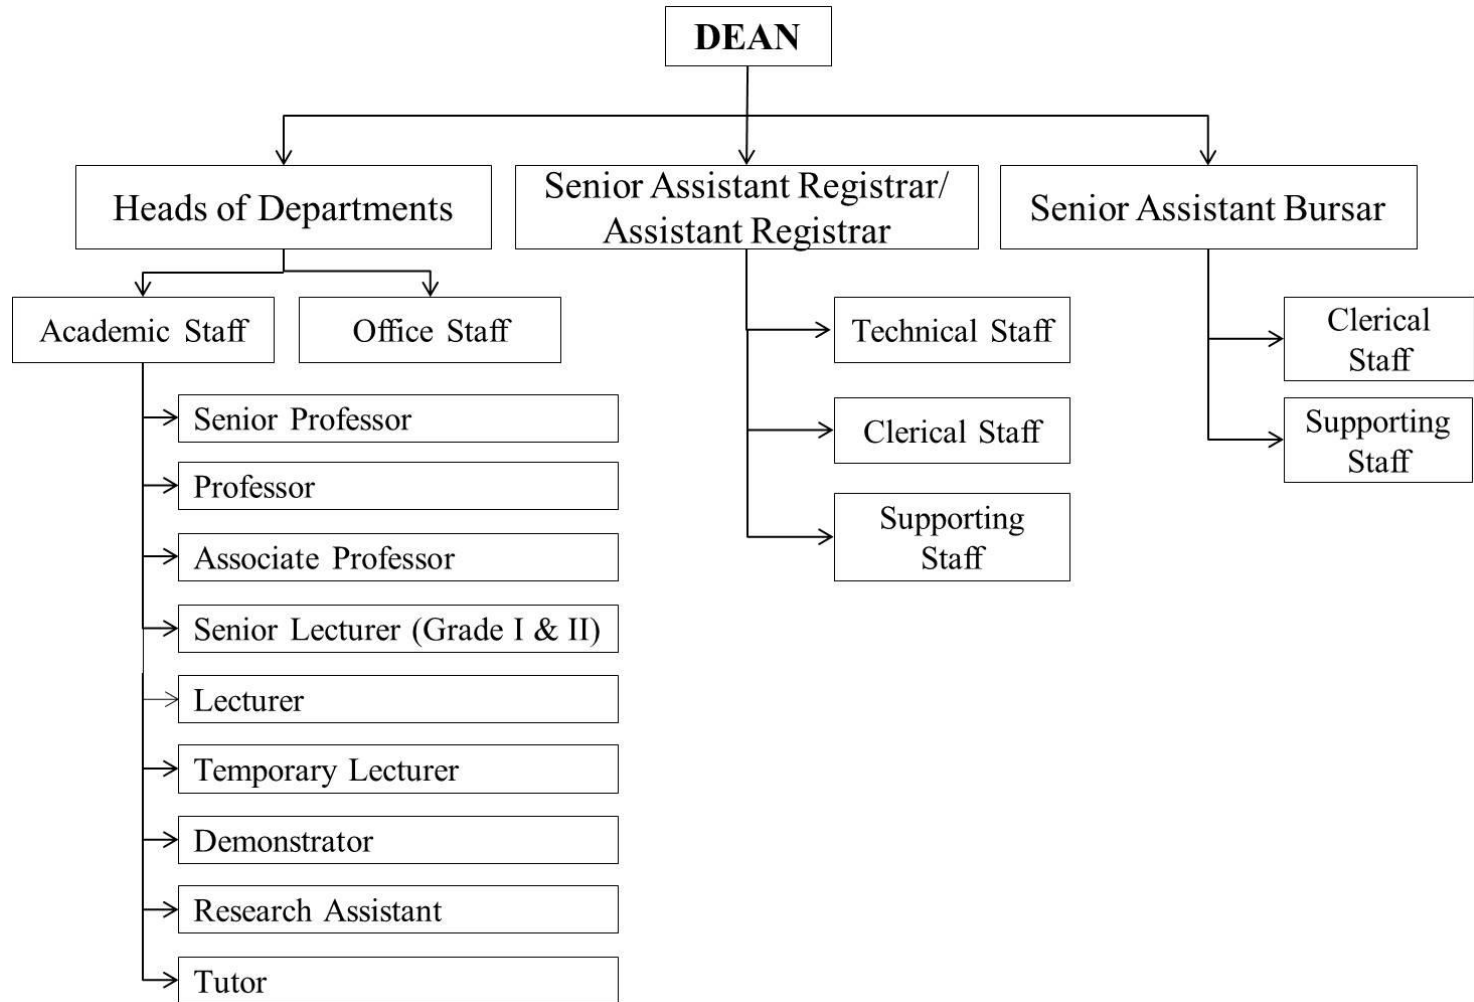 DEAN
Heads of Departments
Senior Assistant Registrar/
Assistant Registrar
Senior Assistant Bursar
Academic Staff
Office Staff
Senior Professor
Professor
Associate Professor
Senior Lecturer (Grade I & II)
Lecturer
Temporary Lecturer
Demonstrator
Research Assistant
Tutor
Technical Staff
Clerical Staff
Supporting
Staff
Clerical
Staff
Supporting
Staff